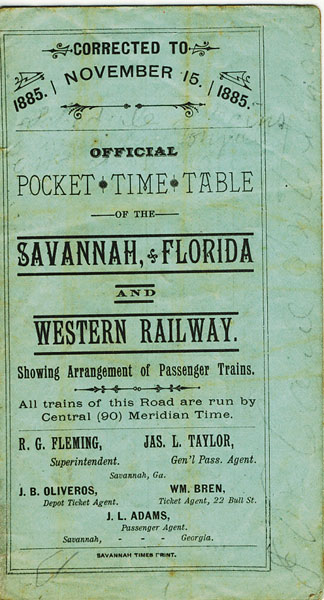 CORRECTED TO
1885. NOVEMBER 15, 1885.
OFFICIAL
POCKET TIME TABLE
OF THE
SAVANNAH, FLORIDA
AND
WESTERN RAILWAY.
Showing Arrangement of Passenger Trains.
All trains of this Road are run by
Central (90) Meridian Time.
R. G. FLEMING, JAS. L. TAYLOR,
Superintendent. Gen'l Pass. Agent.
Savannah, Ga.
J. B. OLIVEROS, WM. BREN,
Depot Ticket Agent. Ticket Agent, 22 Bull St.
J. L. ADAMS,
Passenger Agent.
Savannah, - - - Georgia.
SAVANNAH TIMES PRINT.